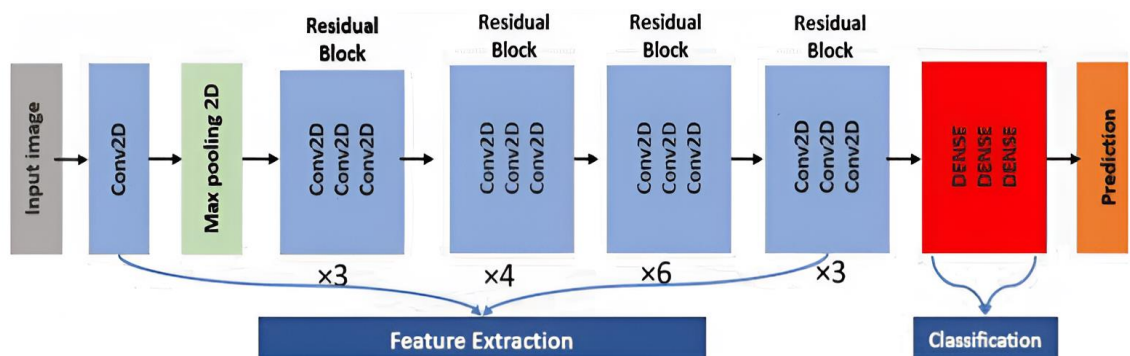 Residual
Block
Residual
Block
Residual
Block
Residual
Block
Input image
Conv2D
Max pooling 2D
Conv2D
Conv2D
Conv2D
Conv2D
Conv2D
Conv2D
Conv2D
Conv2D
Conv2D
Conv2D
Conv2D
Conv2D
DENSE
DENSE
DENSE
Prediction
×3
×4
×6
×3
Feature Extraction
Classification